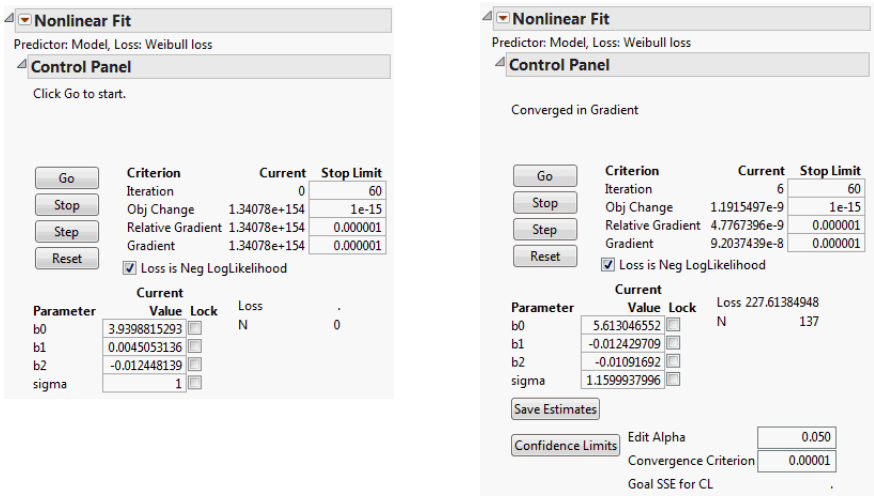 Nonlinear Fit
Predictor: Model, Loss: Weibull loss
Control Panel
Click Go to start.
Go
Stop
Step
Reset
Criterion Current Stop Limit
Iteration 0 60
Obj Change 1.34078e+154 1e-15
Relative Gradient 1.34078e+154 0.000001
Gradient 1.34078e+154 0.000001
Loss is Neg LogLikelihood
Current
Parameter Value Lock
b0 3.9398815293
b1 0.0045053136
b2 -0.012448139
sigma 1
Loss .
N 0
Nonlinear Fit
Predictor: Model, Loss: Weibull loss
Control Panel
Converged in Gradient
Go
Stop
Step
Reset
Criterion Current Stop Limit
Iteration 6 60
Obj Change 1.1915497e-9 1e-15
Relative Gradient 4.7767396e-9 0.000001
Gradient 9.2037439e-8 0.000001
Loss is Neg LogLikelihood
Current
Parameter Value Lock
b0 5.613046552
b1 -0.012429709
b2 -0.01091692
sigma 1.1599937996
Loss 227.61384948
N 137
Save Estimates
Confidence Limits
Edit Alpha 0.050
Convergence Criterion 0.00001
Goal SSE for CL .